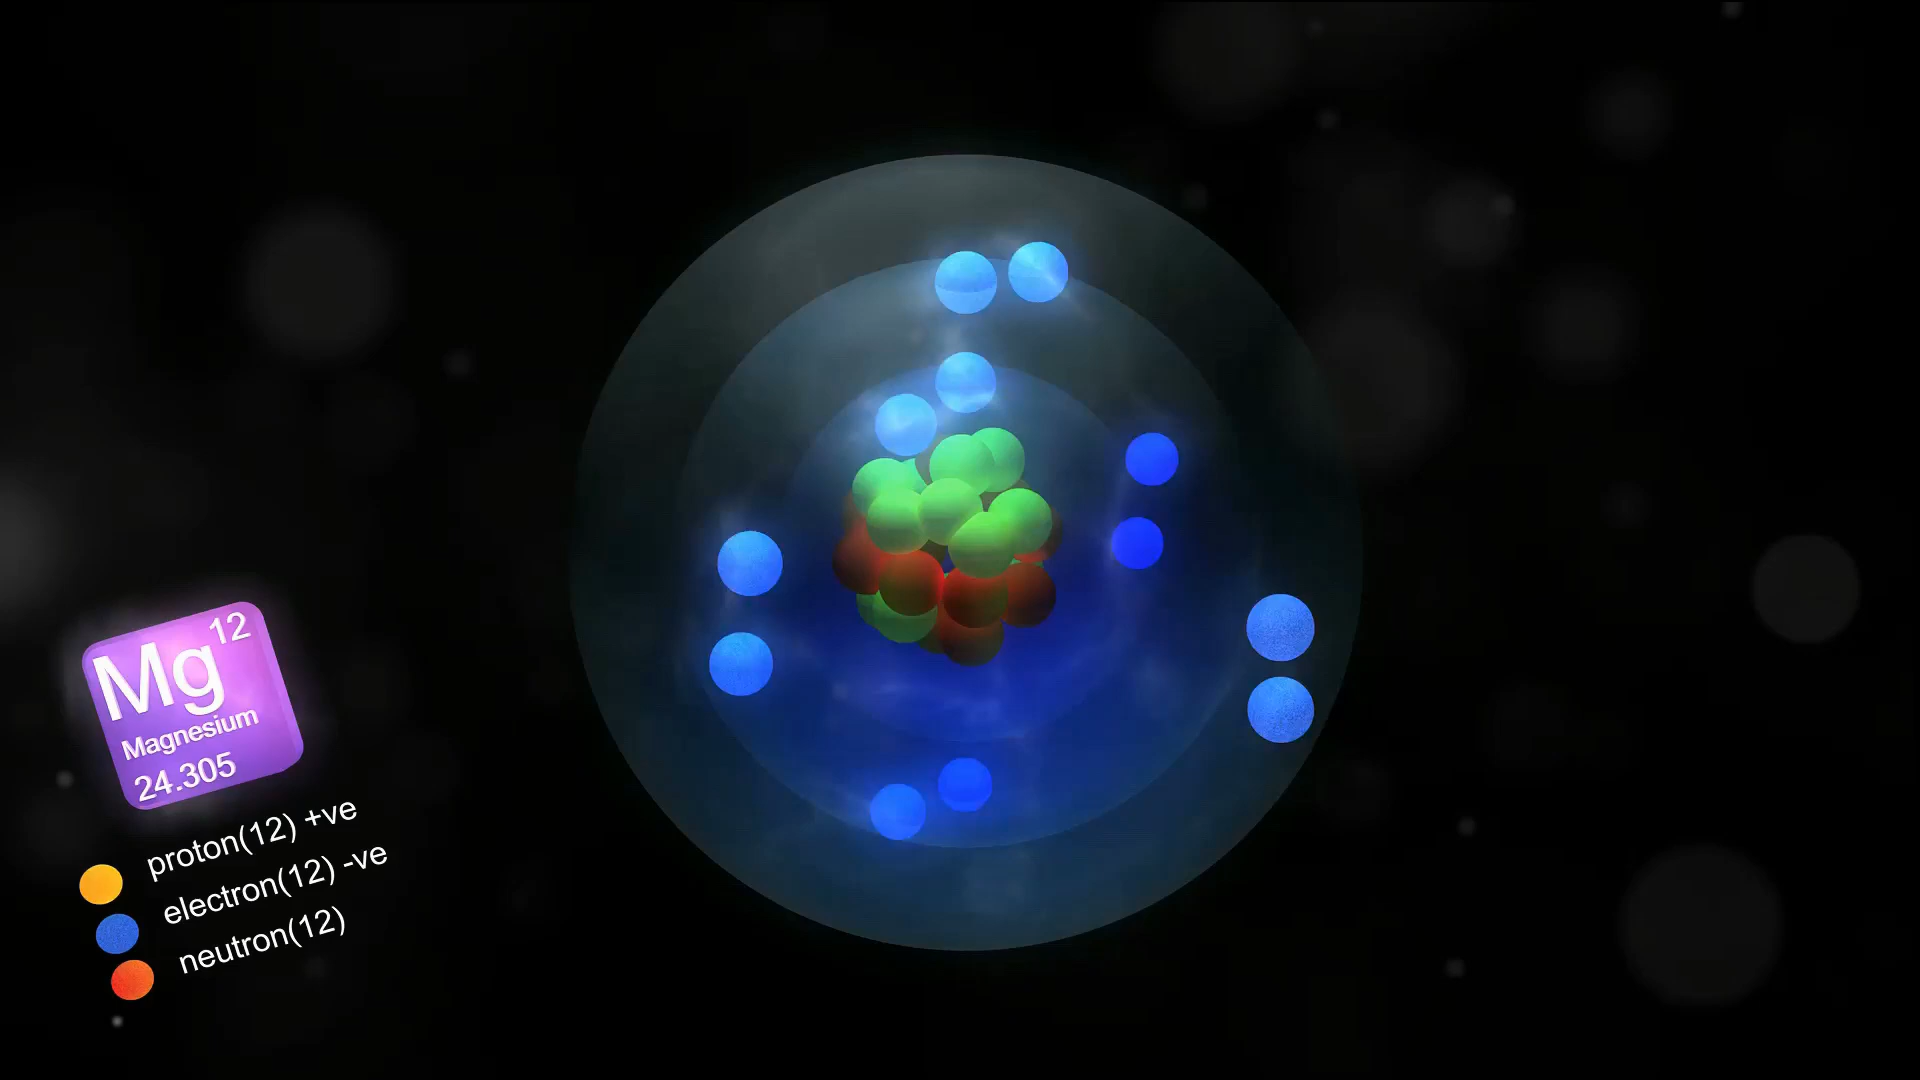 12
Mg
Magnesium
24.305
proton(12) +ve
electron(12) -ve
neutron(12)